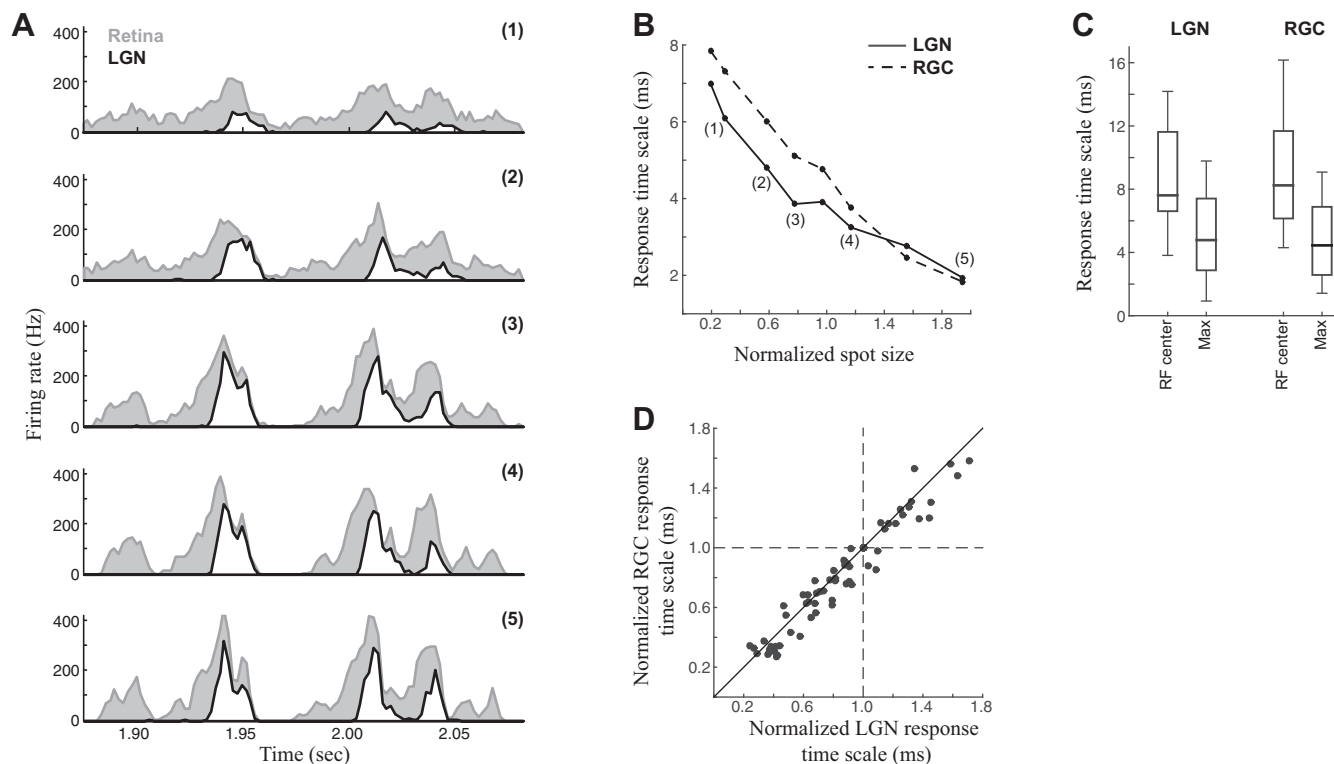 A
Retina
LGN
(1)
400
200
0
(2)
400
200
0
(3)
400
200
0
(4)
400
200
0
(5)
400
200
0
Firing rate (Hz)
1.90 1.95 2.00 2.05
Time (sec)
B
LGN
RGC
8
6
4
2
(1)
(2)
(3)
(4)
(5)
Response time scale (ms)
0.2 0.6 1.0 1.4 1.8
Normalized spot size
C
LGN RGC
16
12
8
4
0
Response time scale (ms)
RF center
Max
RF center
Max
D
1.8
1.4
1.0
0.6
0.2
Normalized RGC response
time scale (ms)
0.2 0.6 1.0 1.4 1.8
Normalized LGN response
time scale (ms)